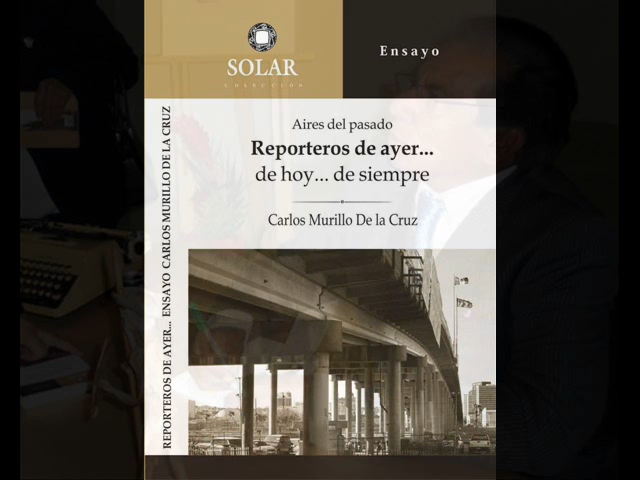 SOLAR
COLECCIÓN
Ensayo
Aires del pasado
Reporteros de ayer...
de hoy... de siempre
Carlos Murillo De la Cruz
REPORTEROS DE AYER... ENSAYO CARLOS MURILLO DE LA CRUZ